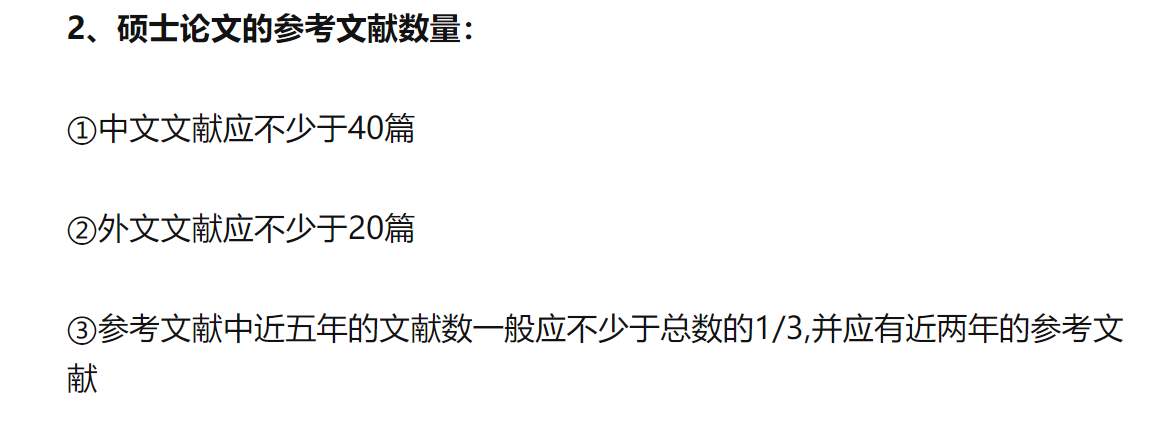 2、硕士论文的参考文献数量：
①中文文献应不少于40篇
②外文文献应不少于20篇
③参考文献中近五年的文献数一般应不少于总数的1/3,并应有近两年的参考文
献